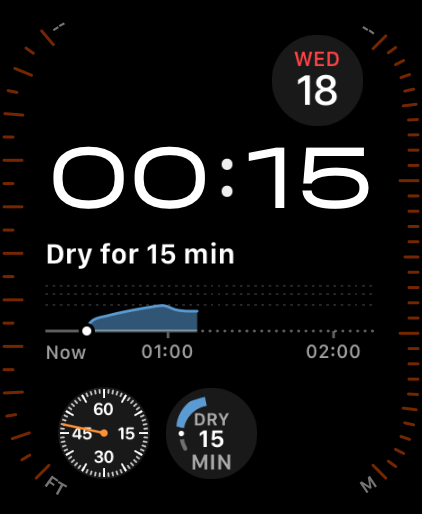 --
--
WED
18
00:15
Dry for 15 min
Now 01:00 02:00
60
45 15
30
DRY
15
MIN
FT
M